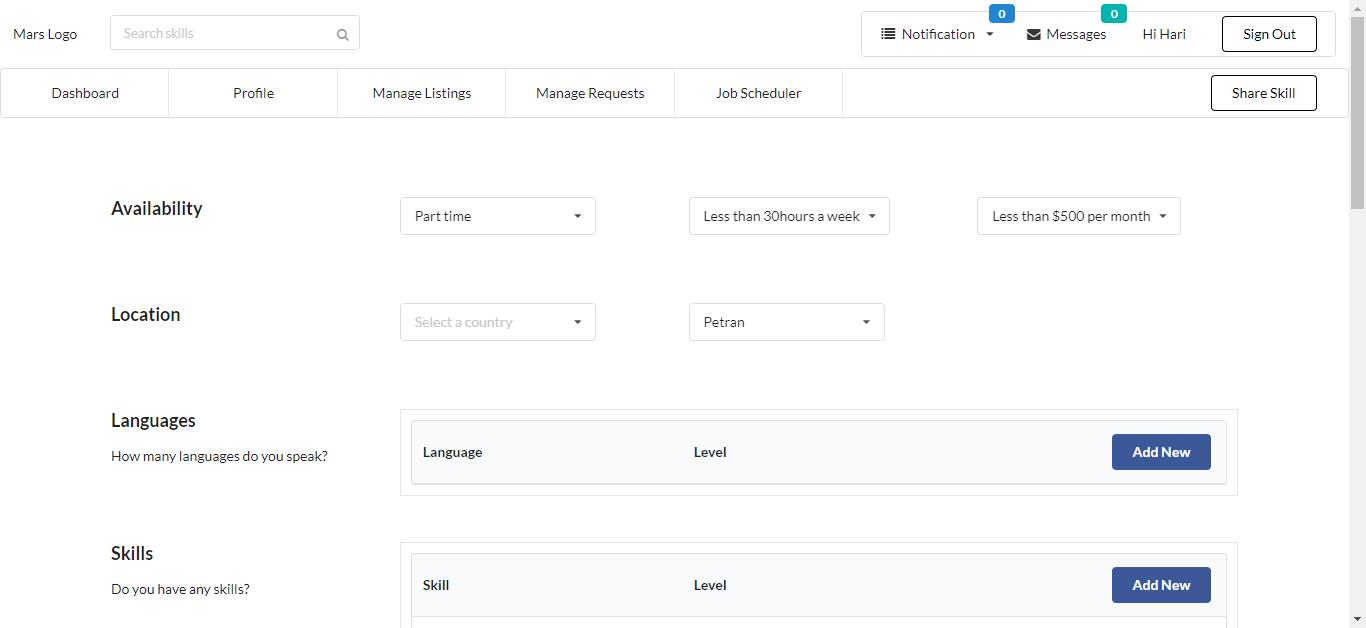 0 0
Mars Logo Search skills Notification Messages Hi Hari Sign Out
Dashboard Profile Manage Listings Manage Requests Job Scheduler Share Skill
Availability Part time Less than 30hours a week Less than $500 per month
Location Select a country Petran
Languages
Language Level Add New
How many languages do you speak?
Skills
Skill Level Add New
Do you have any skills?